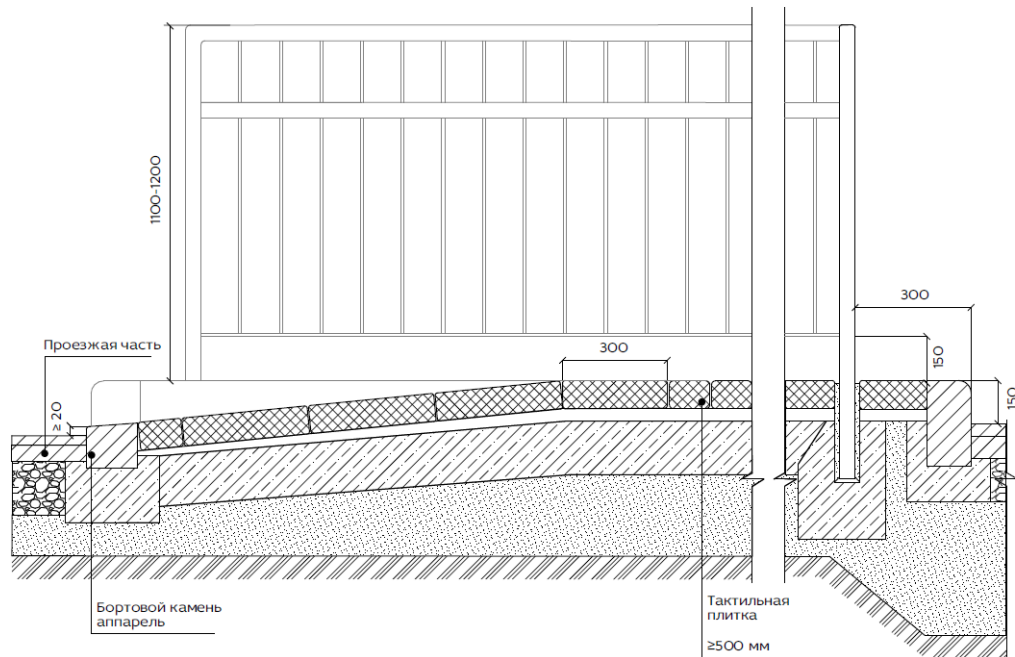 1100-1200
Проезжая часть
≥ 20
300
300
150
150
Бортовой камень
аппарель
Тактильная
плитка
≥500 мм